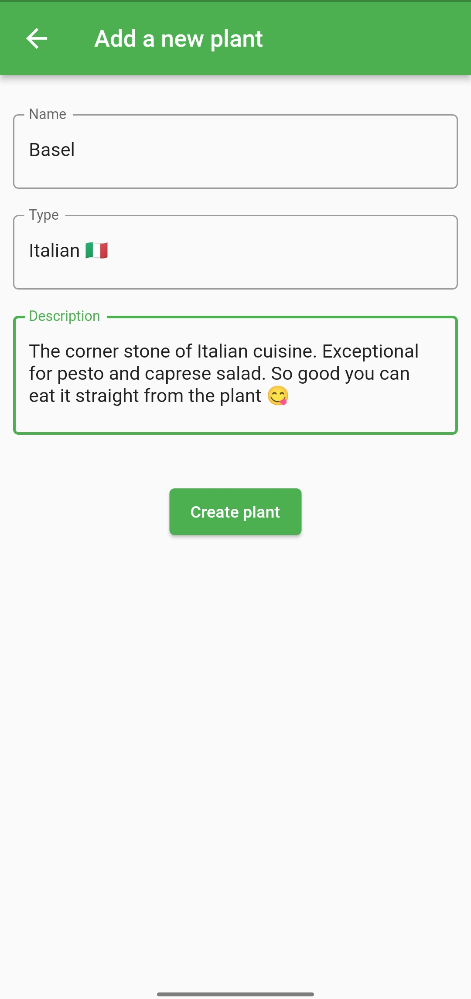 Add a new plant
Name
Basel
Type
Italian 🇮🇹
Description
The corner stone of Italian cuisine. Exceptional
for pesto and caprese salad. So good you can
eat it straight from the plant 😋
Create plant